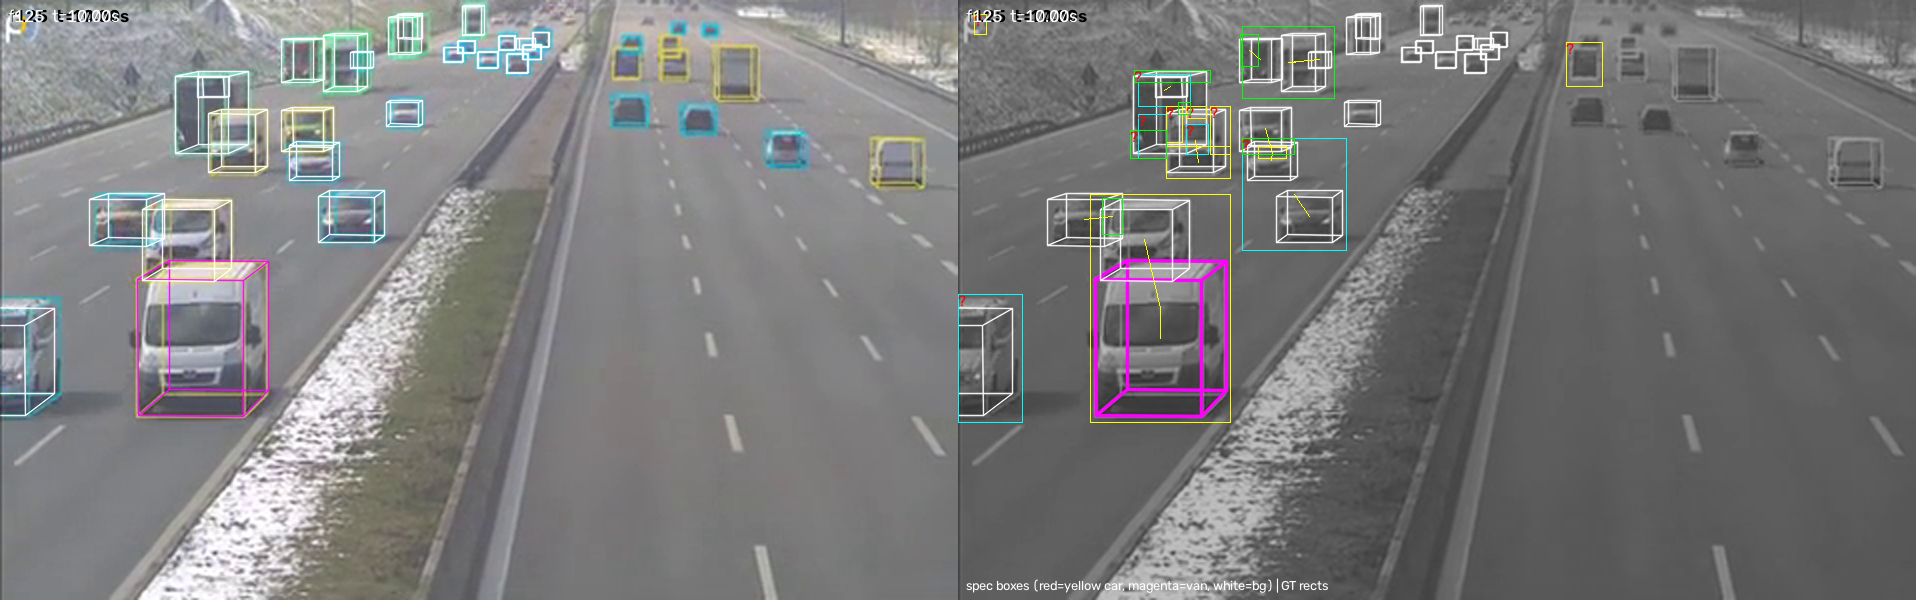 f125 t=10.00s
f125 t=10.00s
spec boxes (red=yellow car, magenta=van, white=bg) | GT rects